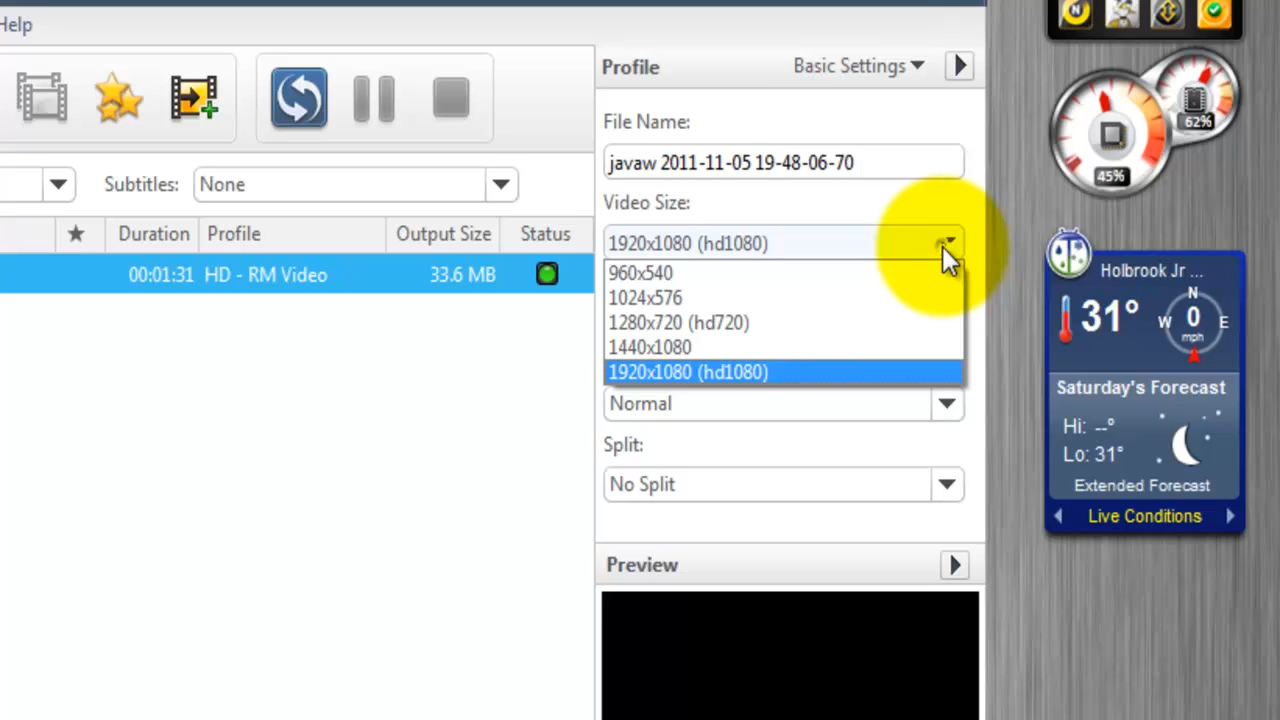 Help
Profile
Basic Settings
File Name:
javaw 2011-11-05 19-48-06-70
Subtitles:
None
Video Size:
1920x1080 (hd1080)
Duration
Profile
Output Size
Status
00:01:31
HD - RM Video
33.6 MB
960x540
1024x576
1280x720 (hd720)
1440x1080
1920x1080 (hd1080)
Normal
Split:
No Split
Preview
N
62%
45%
Holbrook Jr ...
31°
N
W
0
E
mph
Saturday's Forecast
Hi: --°
Lo: 31°
Extended Forecast
Live Conditions